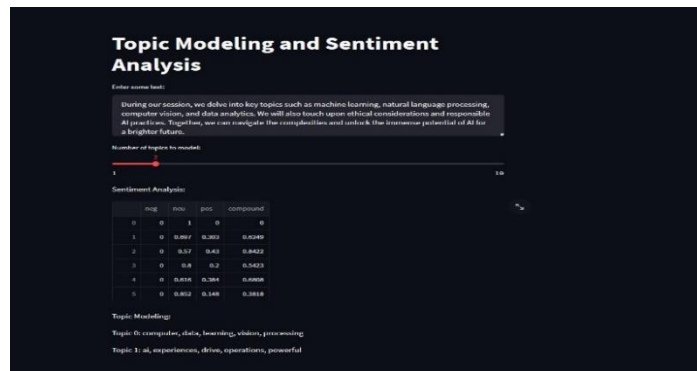 Topic Modeling and Sentiment
Analysis
Enter some text:
During our session, we delve into key topics such as machine learning, natural language processing,
computer vision, and data analytics. We will also touch upon ethical considerations and responsible
AI practices. Together, we can navigate the complexities and unlock the immense potential of AI for
a brighter future.
Number of topics to model:
2
1 10
Sentiment Analysis:
neg neu pos compound
0 0 1 0 0
1 0 0.697 0.303 0.6249
2 0 0.57 0.43 0.8422
3 0 0.8 0.2 0.5423
4 0 0.616 0.384 0.6808
5 0 0.852 0.148 0.3818
Topic Modeling:
Topic 0: computer, data, learning, vision, processing
Topic 1: ai, experiences, drive, operations, powerful